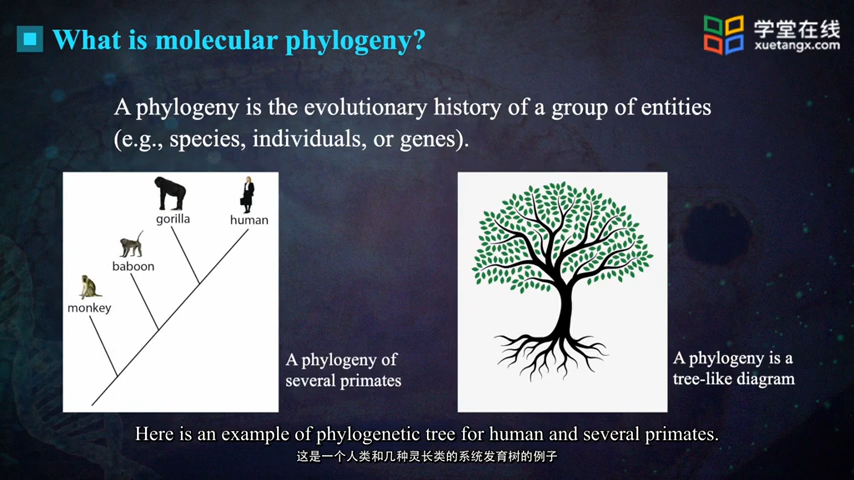 What is molecular phylogeny?
学堂在线
xuetangx.com
A phylogeny is the evolutionary history of a group of entities
(e.g., species, individuals, or genes).
gorilla
human
baboon
monkey
A phylogeny of
several primates
A phylogeny is a
tree-like diagram
Here is an example of phylogenetic tree for human and several primates.
这是一个人类和几种灵长类的系统发育树的例子